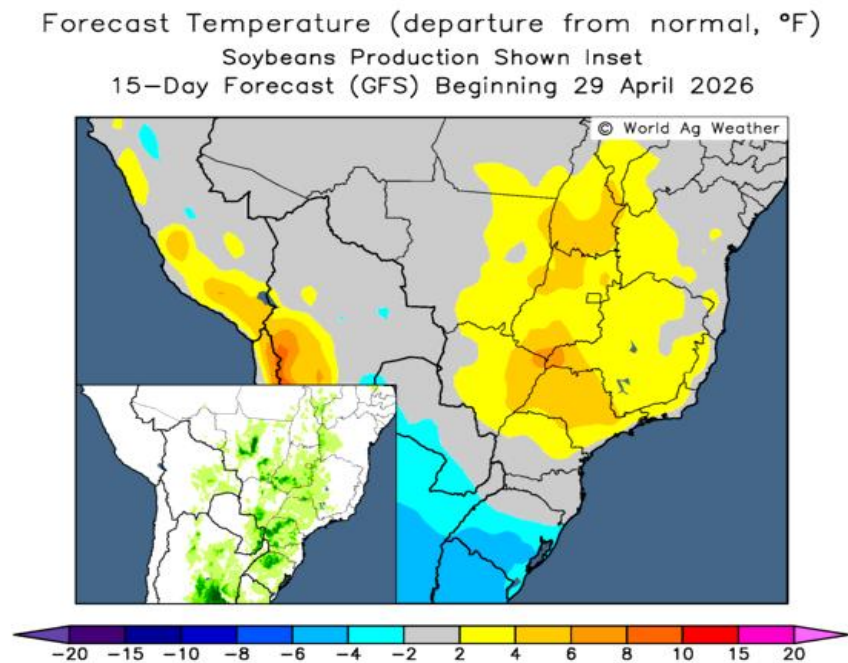 Forecast Temperature (departure from normal, °F)
Soybeans Production Shown Inset
15-Day Forecast (GFS) Beginning 29 April 2026
© World Ag Weather
-20 -15 -10 -8 -6 -4 -2 2 4 6 8 10 15 20